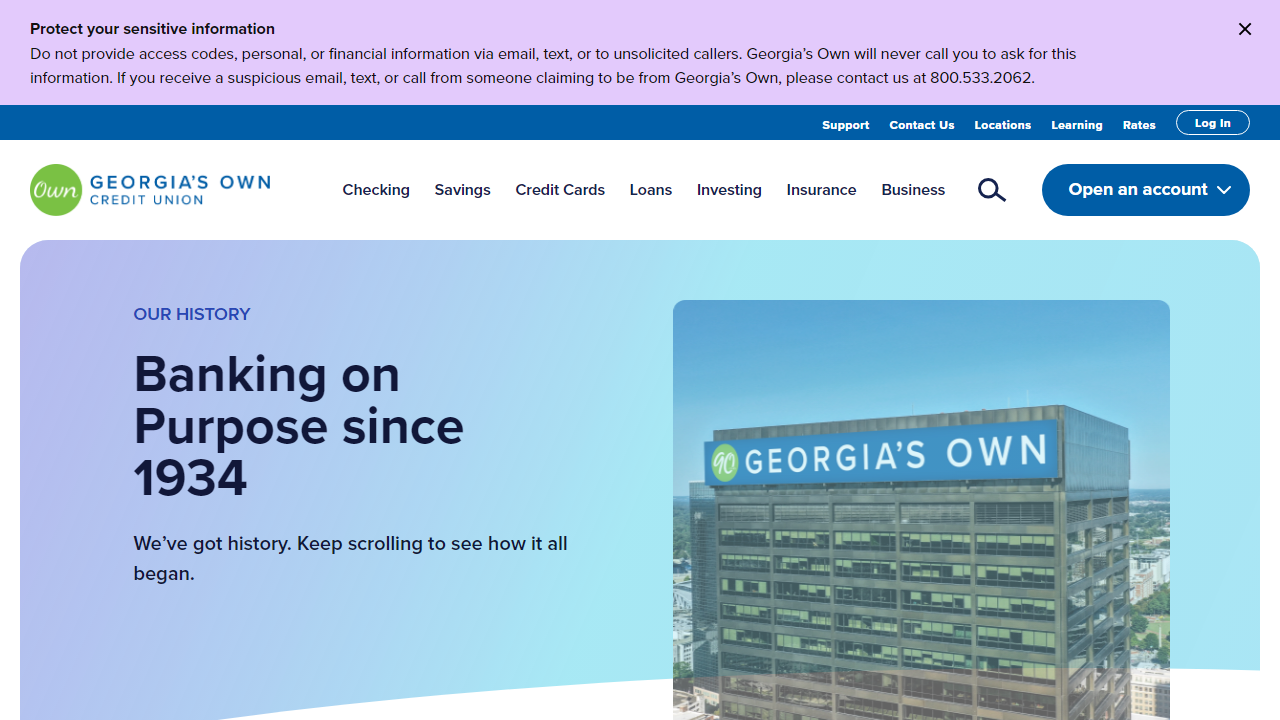 Protect your sensitive information
Do not provide access codes, personal, or financial information via email, text, or to unsolicited callers. Georgia’s Own will never call you to ask for this
information. If you receive a suspicious email, text, or call from someone claiming to be from Georgia’s Own, please contact us at 800.533.2062.
Support Contact Us Locations Learning Rates Log In
Own GEORGIA’S OWN
CREDIT UNION
Checking Savings Credit Cards Loans Investing Insurance Business Open an account
OUR HISTORY
Banking on
Purpose since
1934
We’ve got history. Keep scrolling to see how it all
began.
90 GEORGIA’S OWN